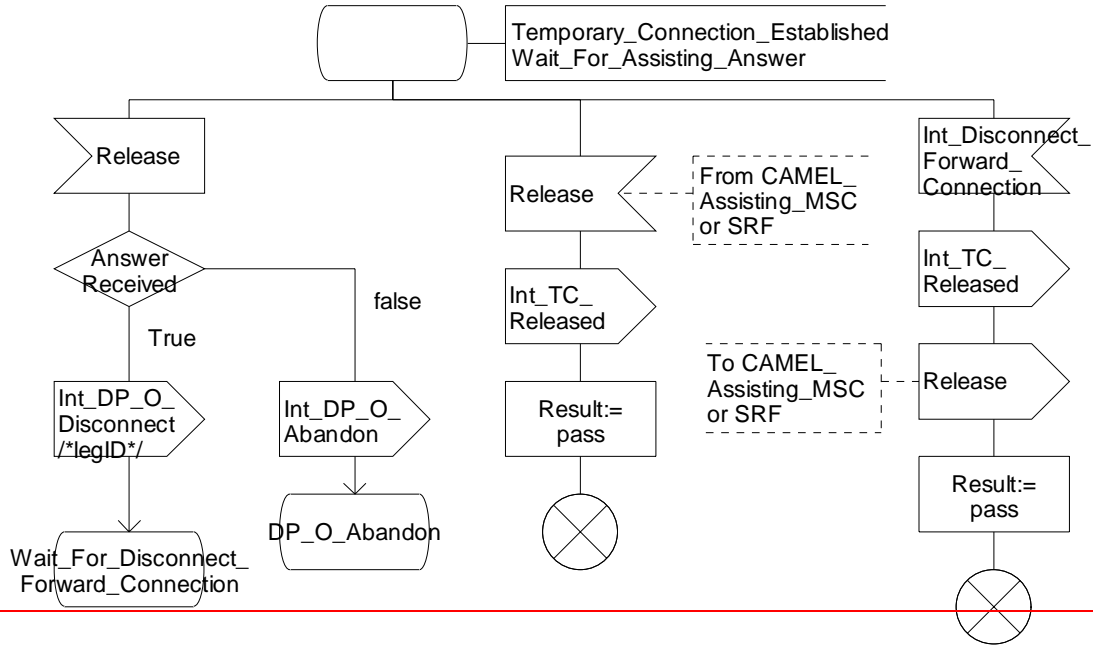 Temporary_Connection_Established
Wait_For_Assisting_Answer
Release
Answer
Received
false
True
Int_DP_O_
Disconnect
/*legID*/
Int_DP_O_
Abandon
Wait_For_Disconnect_
Forward_Connection
DP_O_Abandon
Release
From CAMEL_
Assisting_MSC
or SRF
Int_TC_
Released
Result:=
pass
Int_Disconnect_
Forward_
Connection
Int_TC_
Released
To CAMEL_
Assisting_MSC
or SRF
Release
Result:=
pass